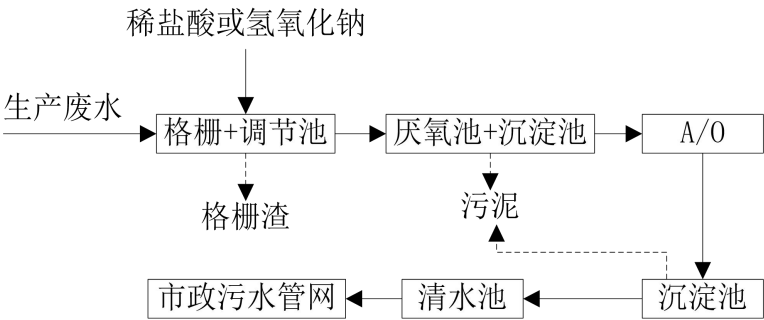 稀盐酸或氢氧化钠
生产废水
格栅+调节池
厌氧池+沉淀池
A/O
格栅渣
污泥
市政污水管网
清水池
沉淀池